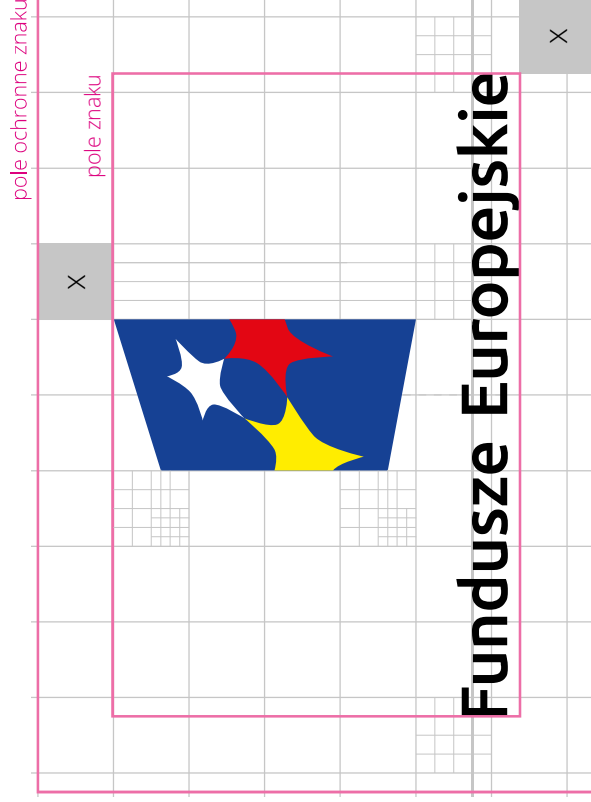 pole ochronne znaku
pole znaku
X
X
Fundusze Europejskie